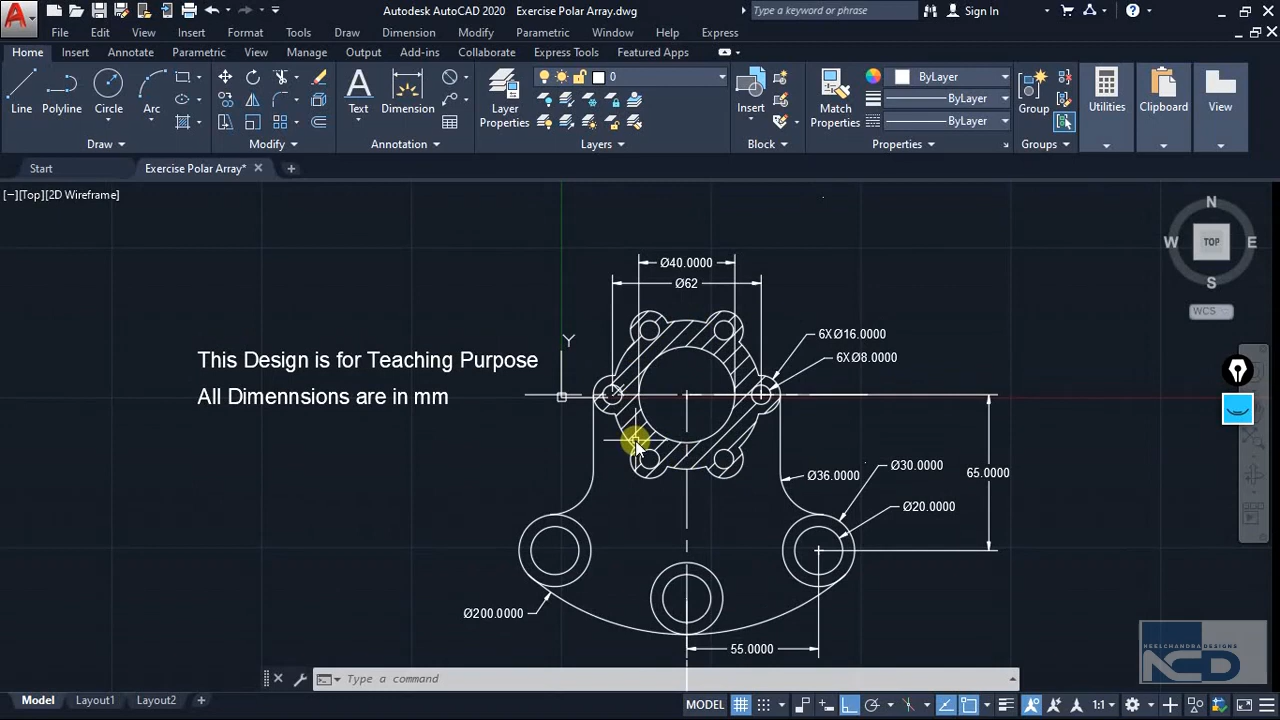 Autodesk AutoCAD 2020 Exercise Polar Array.dwg
Type a keyword or phrase
Sign In
File Edit View Insert Format Tools Draw Dimension Modify Parametric Window Help Express
Home Insert Annotate Parametric View Manage Output Add-ins Collaborate Express Tools Featured Apps
0
ByLayer
ByLayer
ByLayer
Line Polyline Circle Arc
Text Dimension
Layer Properties
Insert
Match Properties
Group
Utilities
Clipboard
View
Draw Modify Annotation Layers Block Properties Groups
Start
Exercise Polar Array*
[−][Top][2D Wireframe]
N
W TOP E
S
WCS
Ø40.0000
Ø62
6XØ16.0000
6XØ8.0000
Y
This Design is for Teaching Purpose
All Dimennsions are in mm
Ø36.0000
Ø30.0000
65.0000
Ø20.0000
Ø200.0000
55.0000
NEELCHANDRA DESIGNS
NCD
Type a command
Model Layout1 Layout2
MODEL
1:1